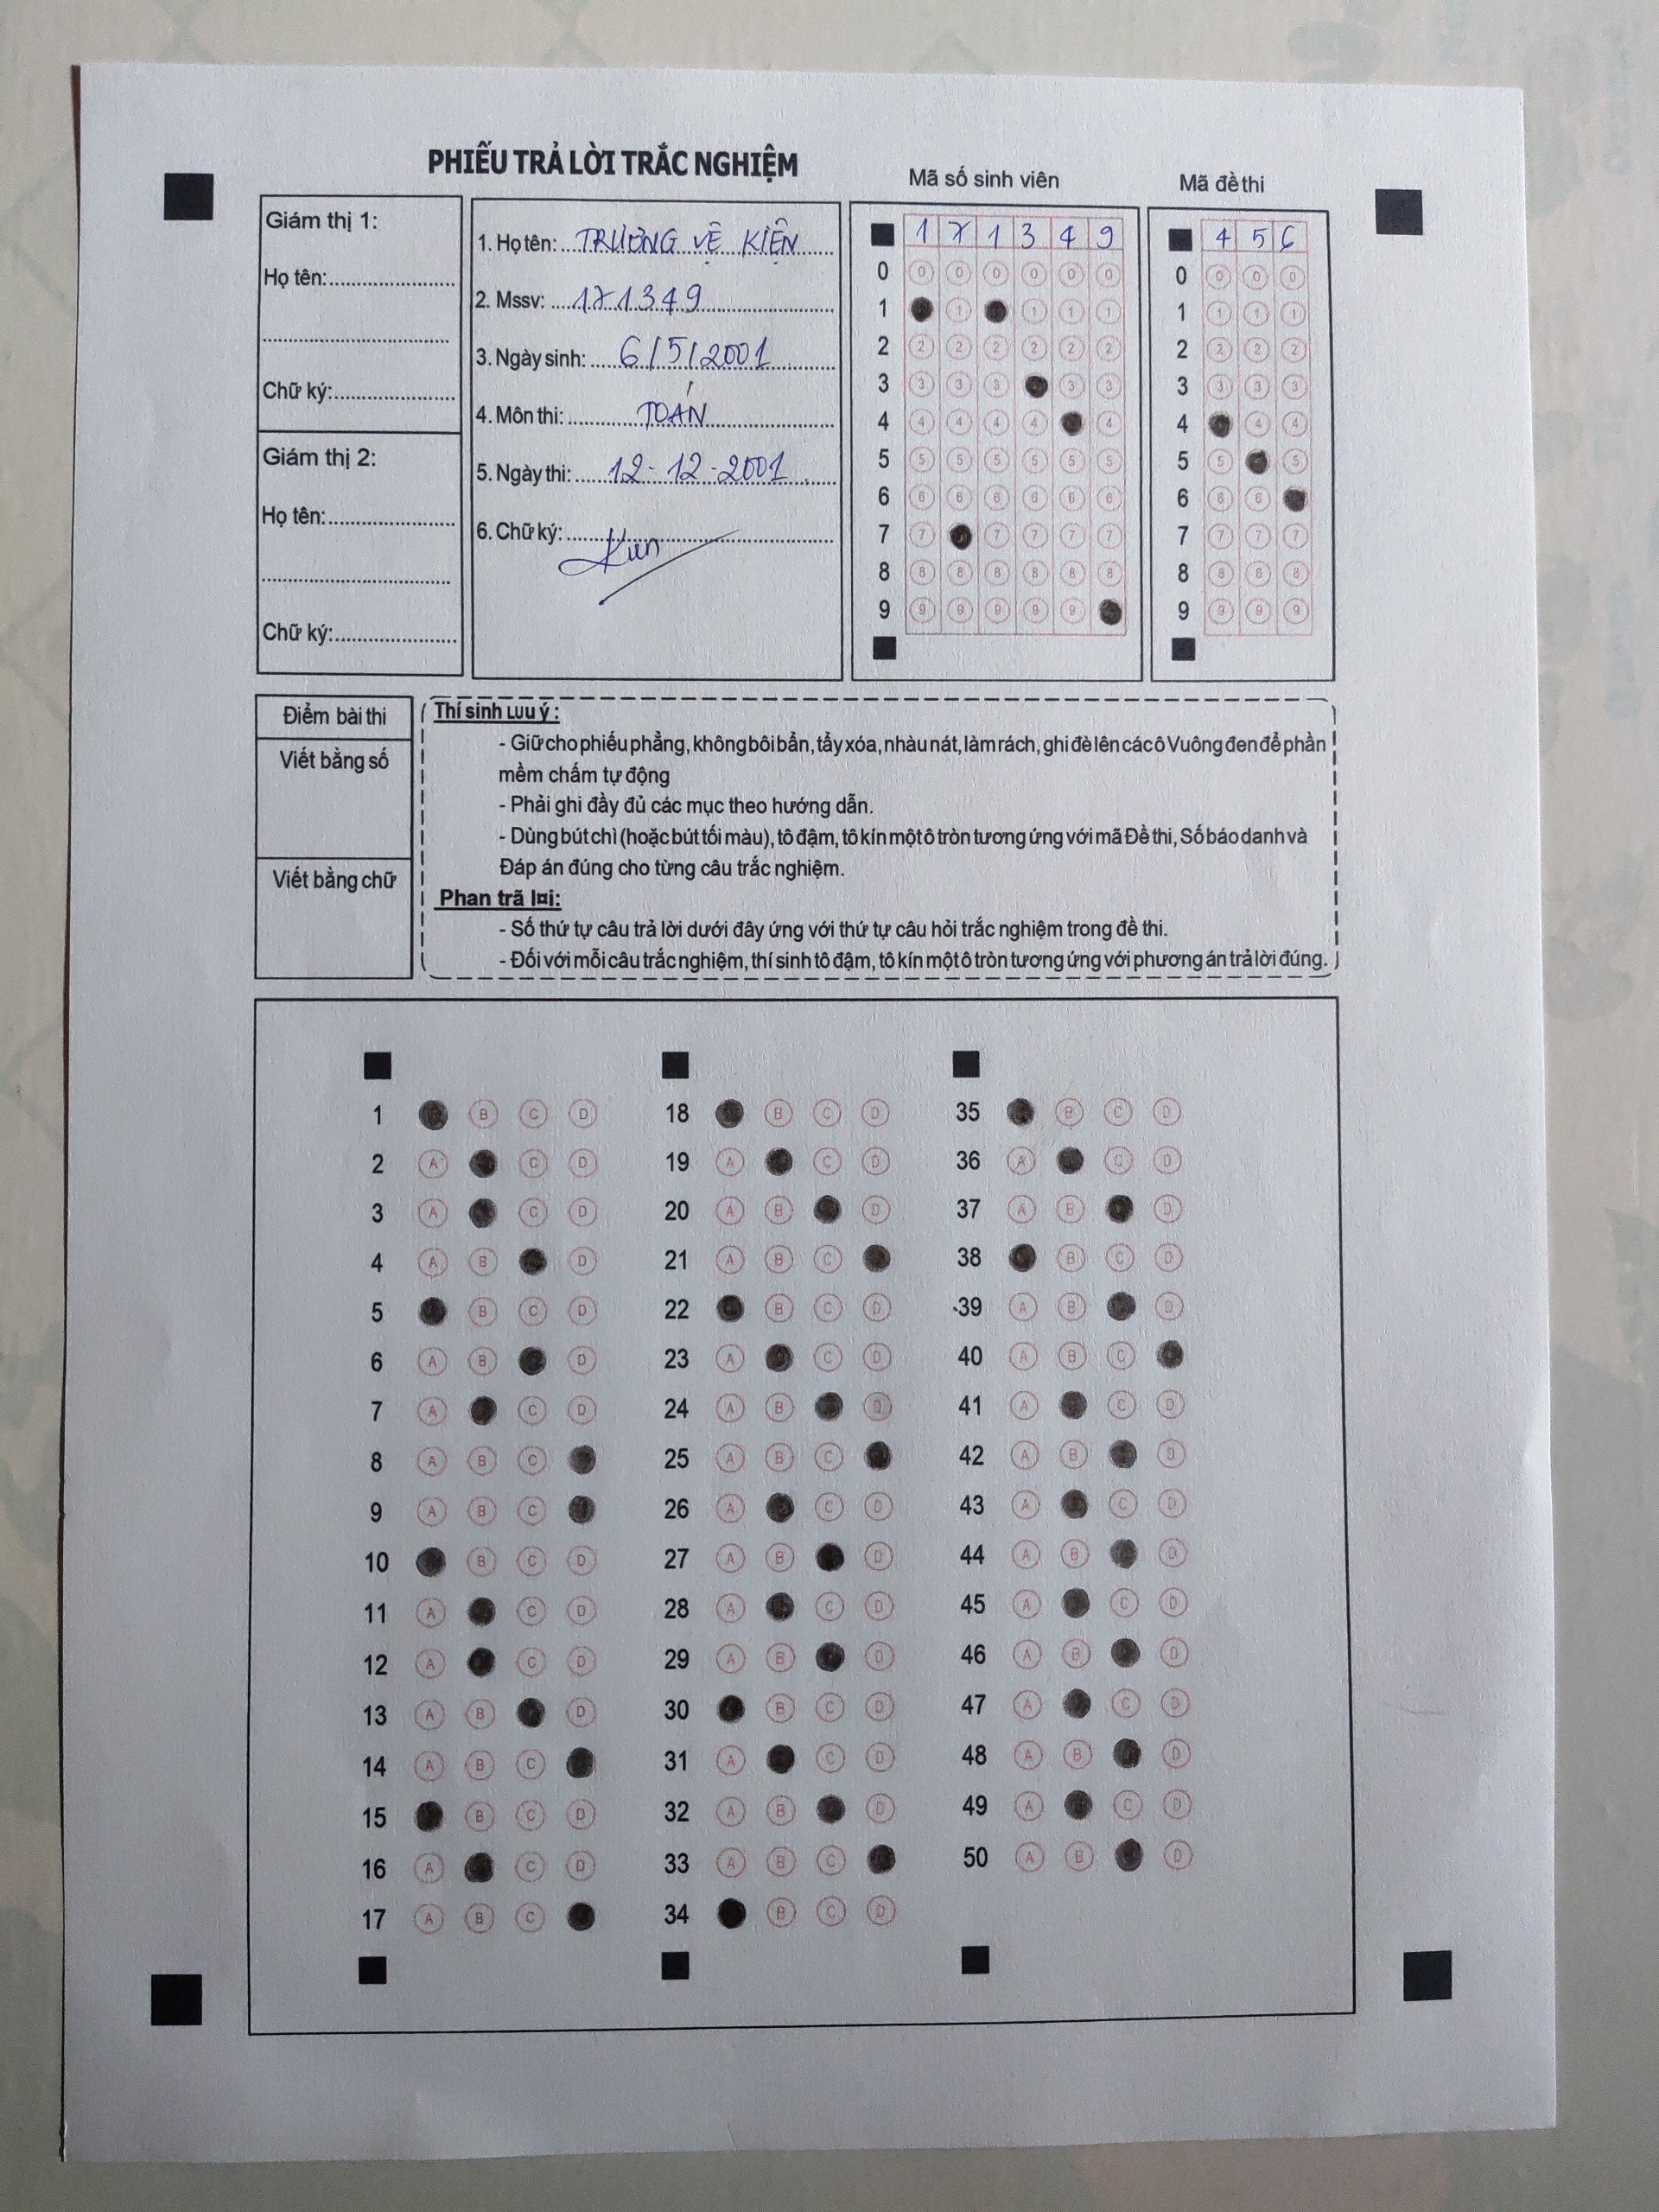 PHIẾU TRẢ LỜI TRẮC NGHIỆM
Giám thị 1:
Họ tên:
Chữ ký:
Giám thị 2:
Họ tên:
Chữ ký:
1. Họ tên: TRƯƠNG VỆ KIỆN
2. Mssv: 171349
3. Ngày sinh: 6/5/2001
4. Môn thi: TOÁN
5. Ngày thi: 12-12-2001
6. Chữ ký:
Mã số sinh viên
1 7 1 3 4 9
0 0 0 0 0 0 0
1 1 1 1 1
2 2 2 2 2 2 2
3 3 3 3 3 3
4 4 4 4 4 4
5 5 5 5 5 5 5
6 6 6 6 6 6 6
7 7 7 7 7 7
8 8 8 8 8 8 8
9 9 9 9 9 9
Mã đề thi
4 5 6
0 0 0 0
1 1 1 1
2 2 2 2
3 3 3 3
4 4 4
5 5 5
6 6 6
7 7 7 7
8 8 8 8
9 9 9 9
Điểm bài thi
Viết bằng số
Viết bằng chữ
Thí sinh LUU ý :
- Giữ cho phiếu phẳng, không bôi bẩn, tẩy xóa, nhàu nát, làm rách, ghi đè lên các ô Vuông đen để phần
mềm chấm tự động
- Phải ghi đầy đủ các mục theo hướng dẫn.
- Dùng bút chì (hoặc bút tối màu), tô đậm, tô kín một ô tròn tương ứng với mã Đề thi, Số báo danh và
Đáp án đúng cho từng câu trắc nghiệm.
Phan trã l¤i:
- Số thứ tự câu trả lời dưới đây ứng với thứ tự câu hỏi trắc nghiệm trong đề thi.
- Đối với mỗi câu trắc nghiệm, thí sinh tô đậm, tô kín một ô tròn tương ứng với phương án trả lời đúng.
1 B C D
2 A C D
3 A C D
4 A B D
5 B C D
6 A B D
7 A C D
8 A B C
9 A B C
10 B C D
11 A C D
12 A C D
13 A B D
14 A B C
15 B C D
16 A C D
17 A B C
18 B C D
19 A C D
20 A B D
21 A B C
22 B C D
23 A C D
24 A B D
25 A B C
26 A C D
27 A B D
28 A C D
29 A B D
30 B C D
31 A C D
32 A B D
33 A B C
34 B C D
35 B C D
36 A C D
37 A B D
38 B C D
39 A B D
40 A B C
41 A C D
42 A B D
43 A C D
44 A B D
45 A C D
46 A B D
47 A C D
48 A B D
49 A C D
50 A B D